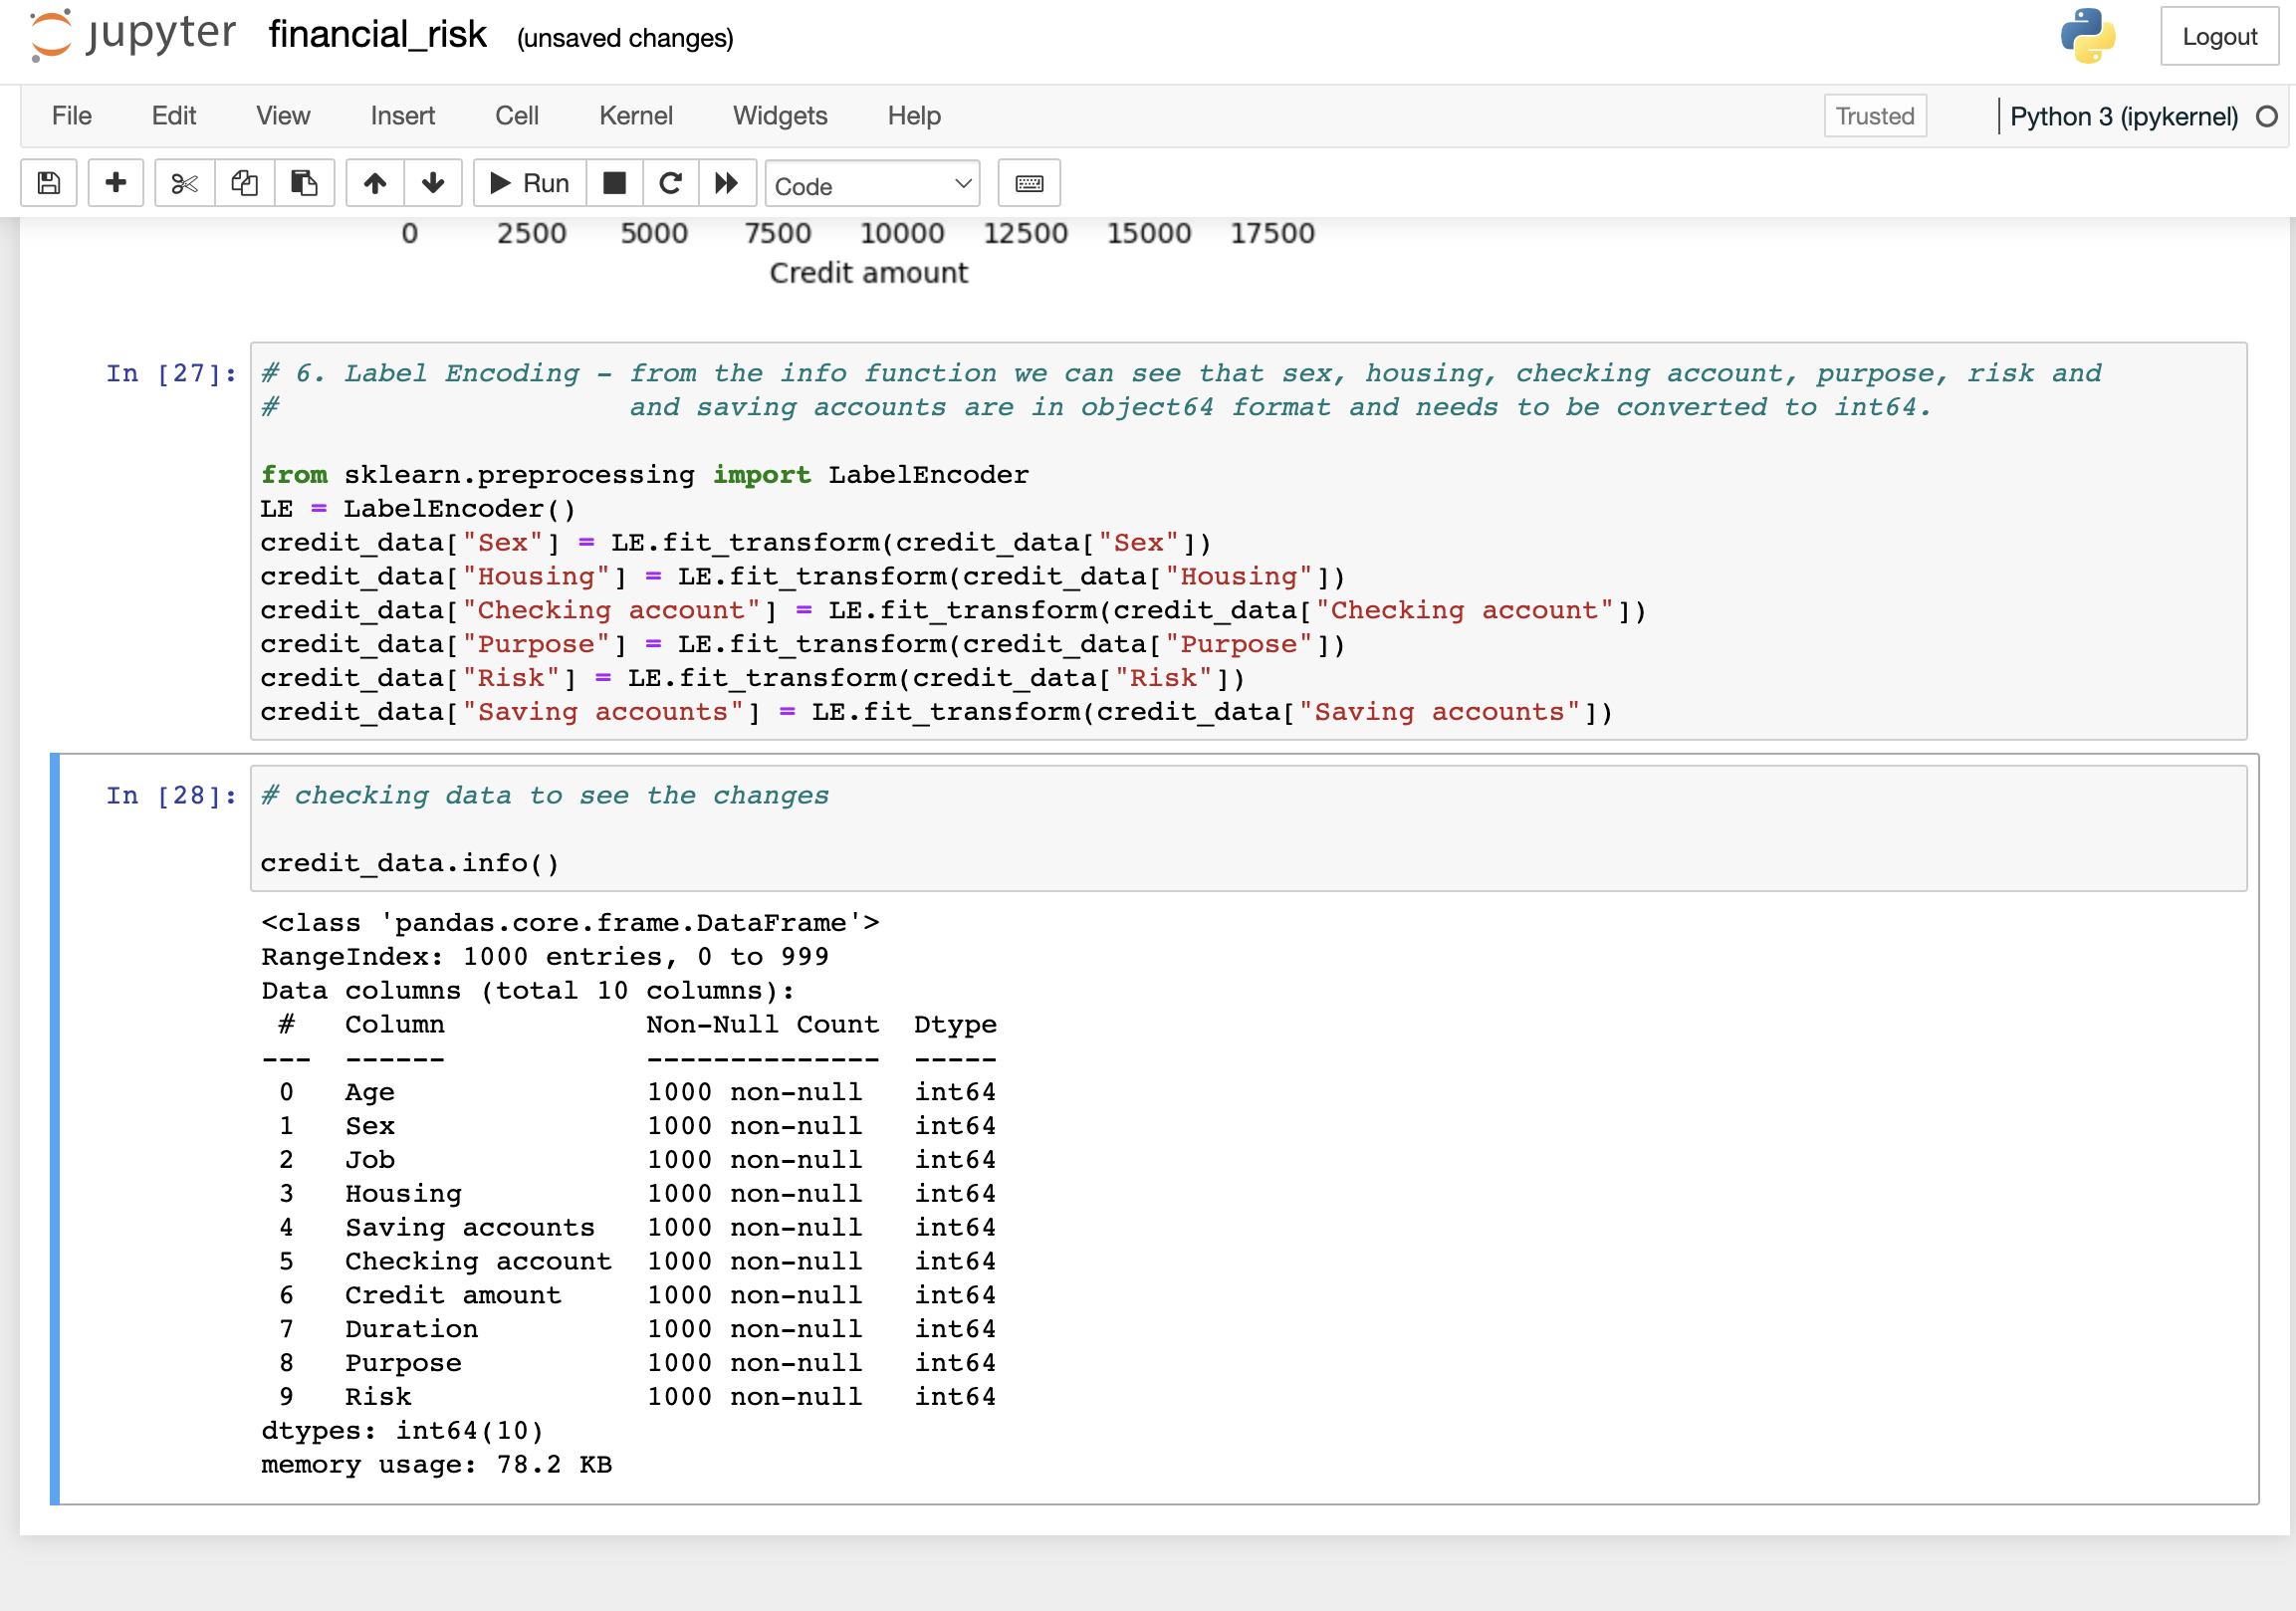 jupyter financial_risk (unsaved changes) Logout
File Edit View Insert Cell Kernel Widgets Help Trusted Python 3 (ipykernel)
Run Code
0 2500 5000 7500 10000 12500 15000 17500
Credit amount
In [27]: # 6. Label Encoding - from the info function we can see that sex, housing, checking account, purpose, risk and
# and saving accounts are in object64 format and needs to be converted to int64.
from sklearn.preprocessing import LabelEncoder
LE = LabelEncoder()
credit_data["Sex"] = LE.fit_transform(credit_data["Sex"])
credit_data["Housing"] = LE.fit_transform(credit_data["Housing"])
credit_data["Checking account"] = LE.fit_transform(credit_data["Checking account"])
credit_data["Purpose"] = LE.fit_transform(credit_data["Purpose"])
credit_data["Risk"] = LE.fit_transform(credit_data["Risk"])
credit_data["Saving accounts"] = LE.fit_transform(credit_data["Saving accounts"])
In [28]: # checking data to see the changes
credit_data.info()
<class 'pandas.core.frame.DataFrame'>
RangeIndex: 1000 entries, 0 to 999
Data columns (total 10 columns):
# Column Non-Null Count Dtype
--- ------ -------------- -----
0 Age 1000 non-null int64
1 Sex 1000 non-null int64
2 Job 1000 non-null int64
3 Housing 1000 non-null int64
4 Saving accounts 1000 non-null int64
5 Checking account 1000 non-null int64
6 Credit amount 1000 non-null int64
7 Duration 1000 non-null int64
8 Purpose 1000 non-null int64
9 Risk 1000 non-null int64
dtypes: int64(10)
memory usage: 78.2 KB